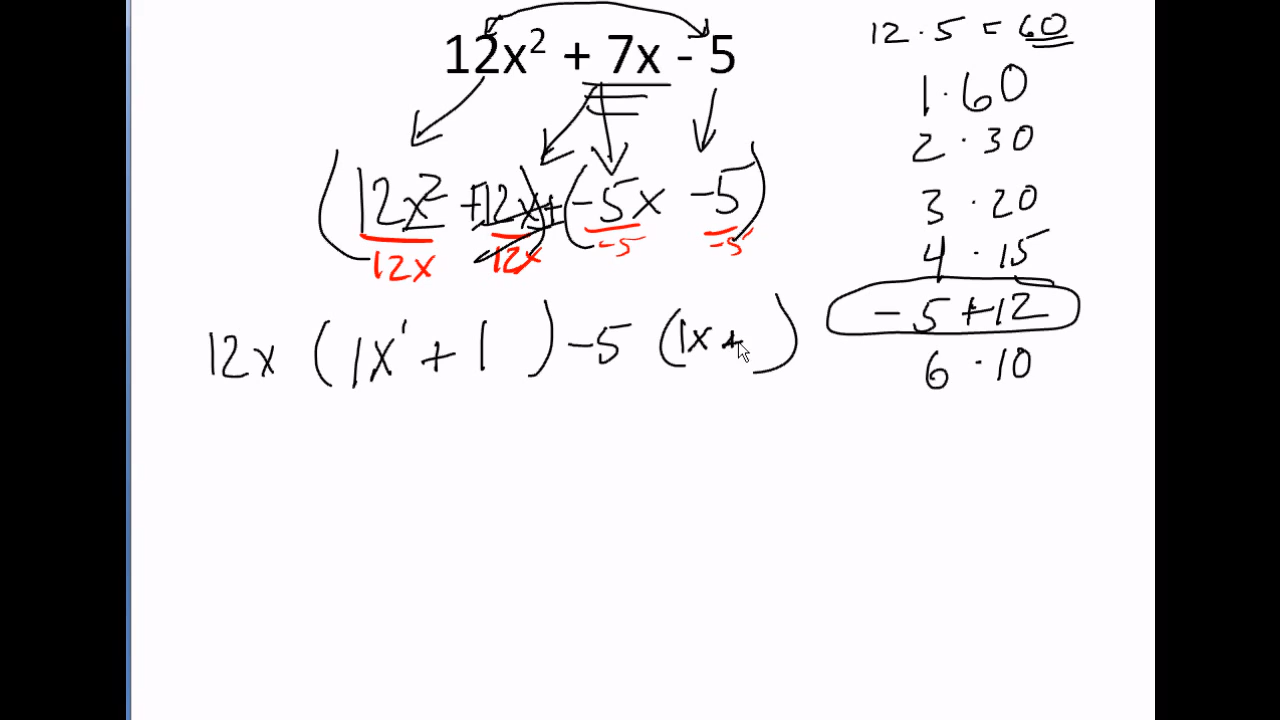 12x² + 7x - 5
(12x² +12x) + (-5x -5)
12x 12x -5 -5
12x (1x¹ + 1) -5 (1x +)
12 · 5 = 60
1 · 60
2 · 30
3 · 20
4 · 15
-5 +12
6 · 10